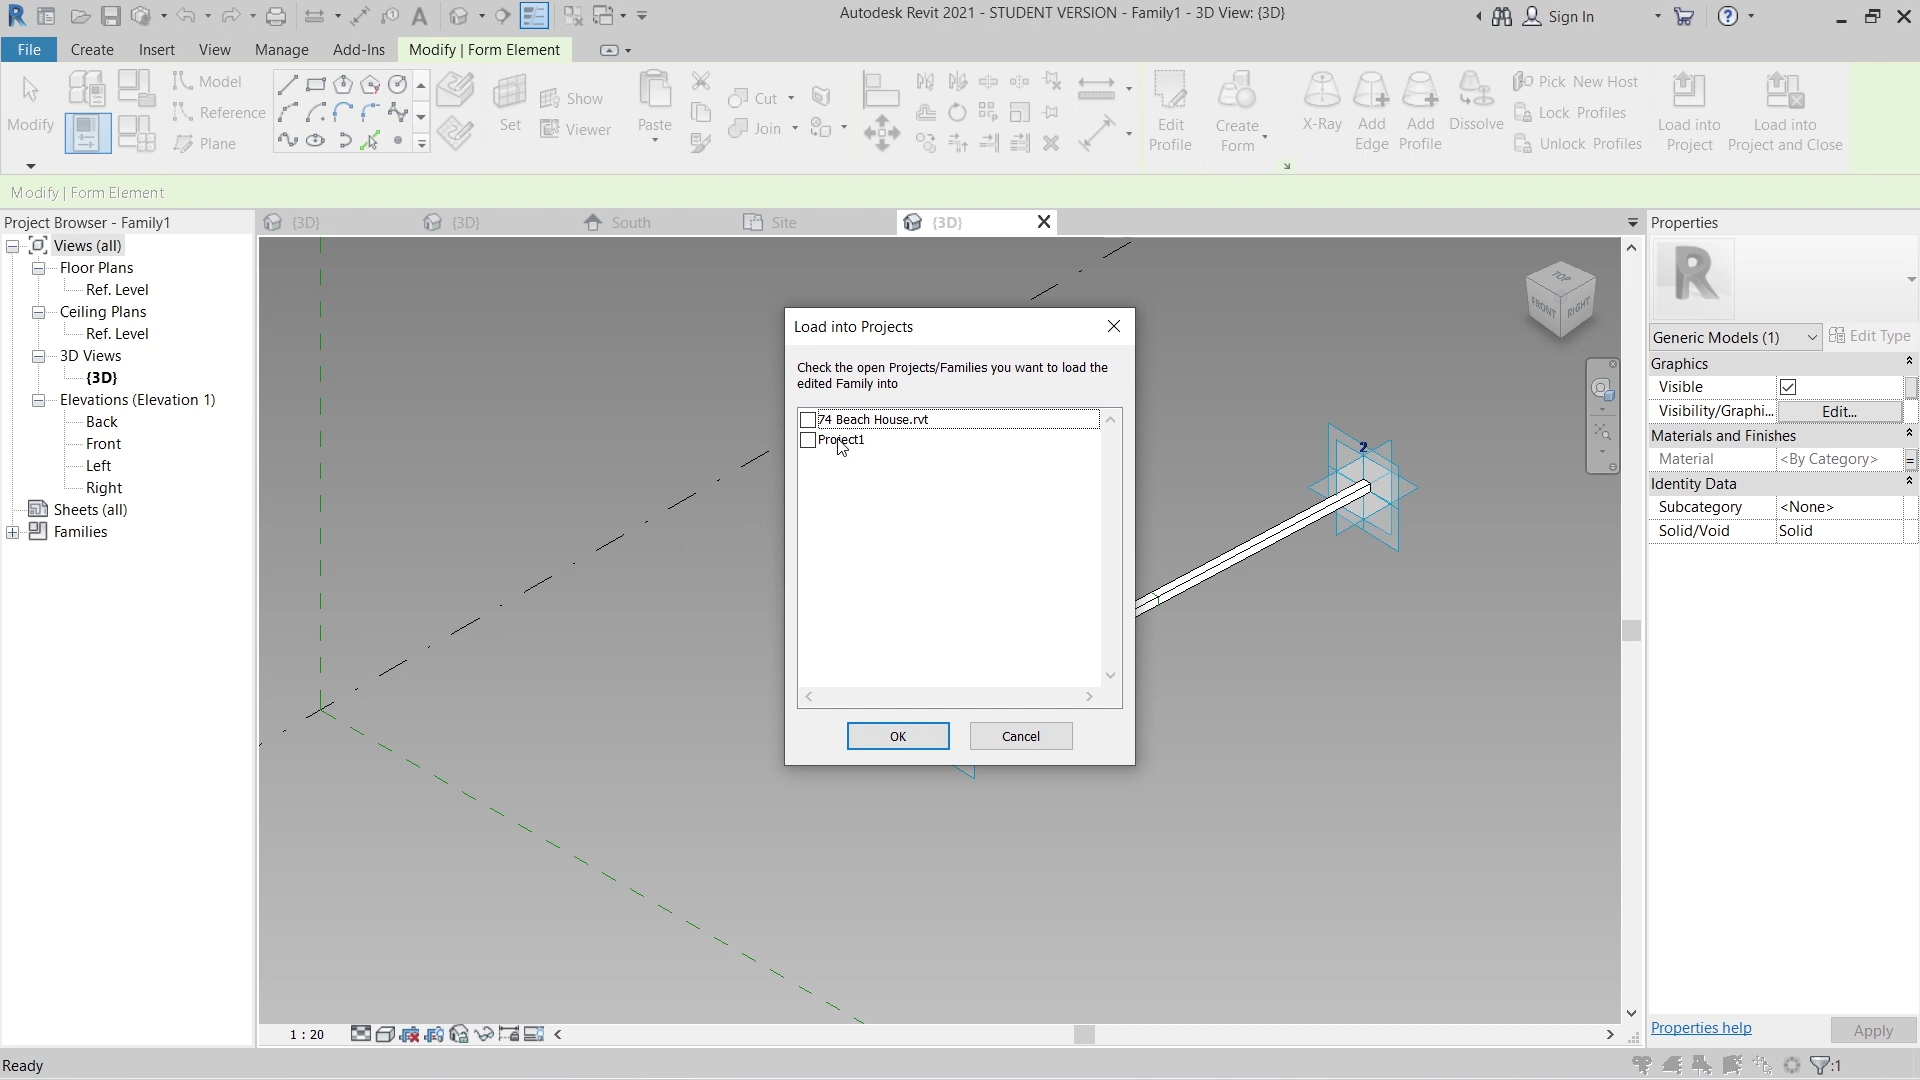 Autodesk Revit 2021 - STUDENT VERSION - Family1 - 3D View: {3D}
Sign In
File Create Insert View Manage Add-Ins Modify | Form Element
Modify
Model
Reference
Plane
Set
Show
Viewer
Paste
Cut
Join
Edit
Profile
Create
Form
X-Ray
Add
Edge
Add
Profile
Dissolve
Pick New Host
Lock Profiles
Unlock Profiles
Load into
Project
Load into
Project and Close
Modify | Form Element
Project Browser - Family1
{3D}
{3D}
South
Site
{3D}
Properties
Views (all)
Floor Plans
Ref. Level
Ceiling Plans
Ref. Level
3D Views
{3D}
Elevations (Elevation 1)
Back
Front
Left
Right
Sheets (all)
Families
TOP
FRONT
RIGHT
2
Load into Projects
Check the open Projects/Families you want to load the
edited Family into
74 Beach House.rvt
Project1
OK
Cancel
Generic Models (1)
Edit Type
Graphics
Visible
Visibility/Graphi... Edit...
Materials and Finishes
Material <By Category>
Identity Data
Subcategory <None>
Solid/Void Solid
Properties help
Apply
1 : 20
Ready
:1